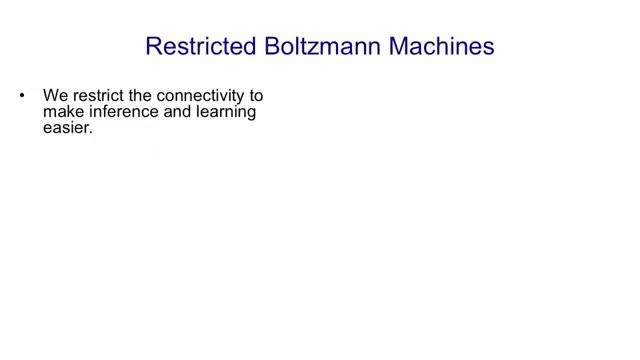 Restricted Boltzmann Machines
• We restrict the connectivity to
make inference and learning
easier.